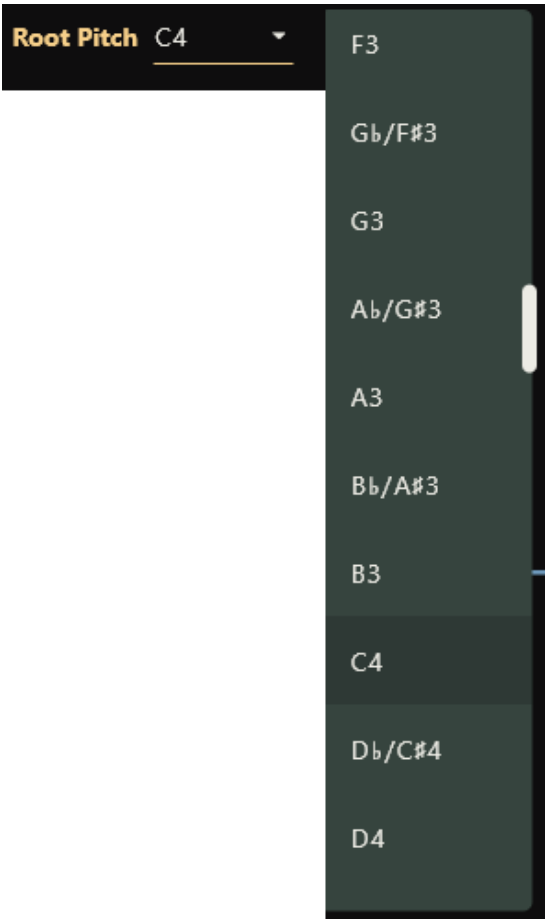 Root Pitch C4
F3
G♭/F♯3
G3
A♭/G♯3
A3
B♭/A♯3
B3
C4
D♭/C♯4
D4